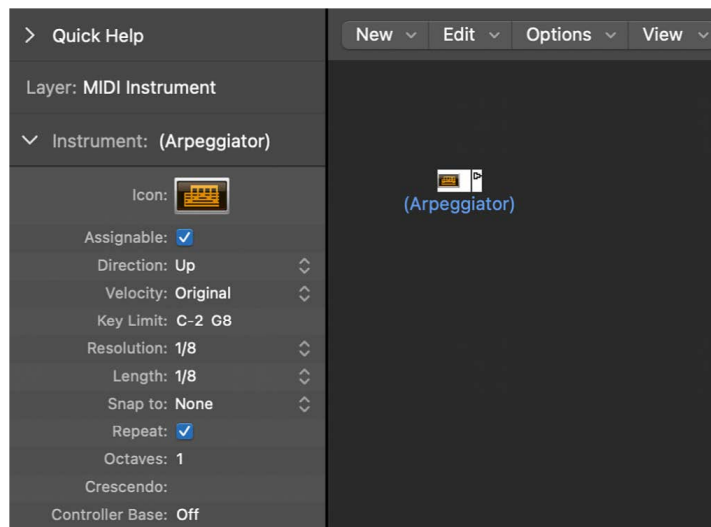 Quick Help
New Edit Options View
Layer: MIDI Instrument
Instrument: (Arpeggiator)
Icon:
(Arpeggiator)
Assignable:
Direction: Up
Velocity: Original
Key Limit: C-2 G8
Resolution: 1/8
Length: 1/8
Snap to: None
Repeat:
Octaves: 1
Crescendo:
Controller Base: Off